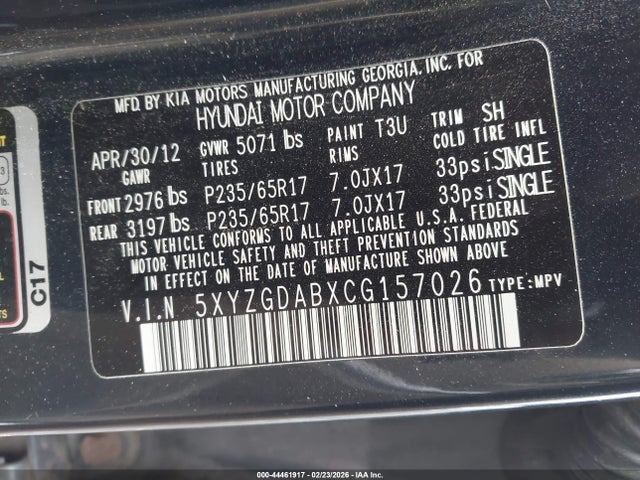 MFD. BY KIA MOTORS MANUFACTURING GEORGIA, INC. FOR
HYUNDAI MOTOR COMPANY
APR/30/12 GVWR 5071 lbs PAINT T3U TRIM SH
GAWR TIRES RIMS COLD TIRE INFL
FRONT 2976 lbs P235/65R17 7.0JX17 33psi SINGLE
REAR 3197 lbs P235/65R17 7.0JX17 33psi SINGLE
THIS VEHICLE CONFORMS TO ALL APPLICABLE U.S.A. FEDERAL
MOTOR VEHICLE SAFETY AND THEFT PREVENTION STANDARDS
IN EFFECT ON THE DATE OF MANUFACTURE SHOWN ABOVE
V.I.N 5XYZGDABXCG157026 TYPE: MPV
C17
000-44461917 - 02/23/2026 - IAA Inc.